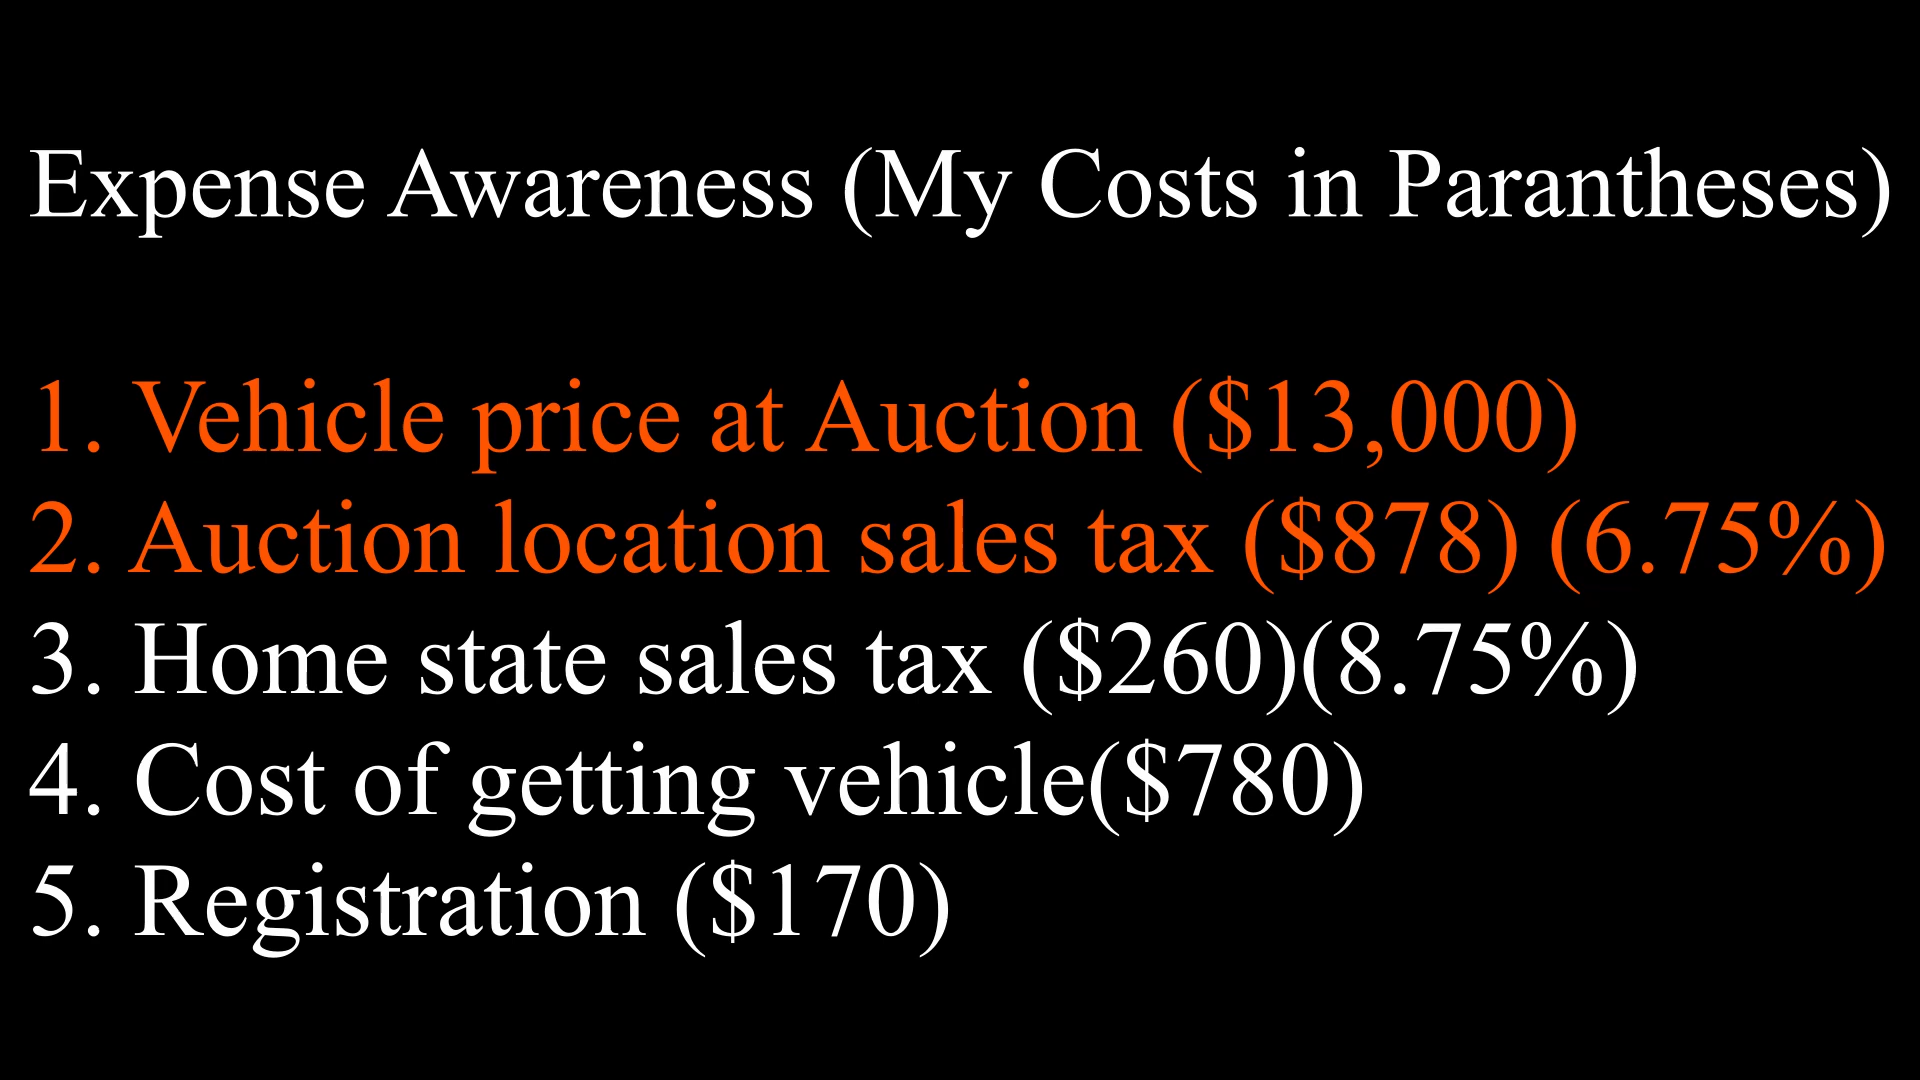 Expense Awareness (My Costs in Parantheses)
1. Vehicle price at Auction ($13,000)
2. Auction location sales tax ($878) (6.75%)
3. Home state sales tax ($260)(8.75%)
4. Cost of getting vehicle($780)
5. Registration ($170)